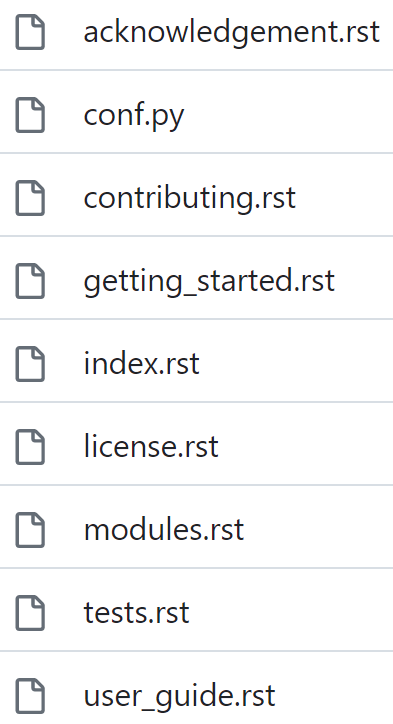 acknowledgement.rst
conf.py
contributing.rst
getting_started.rst
index.rst
license.rst
modules.rst
tests.rst
user_guide.rst